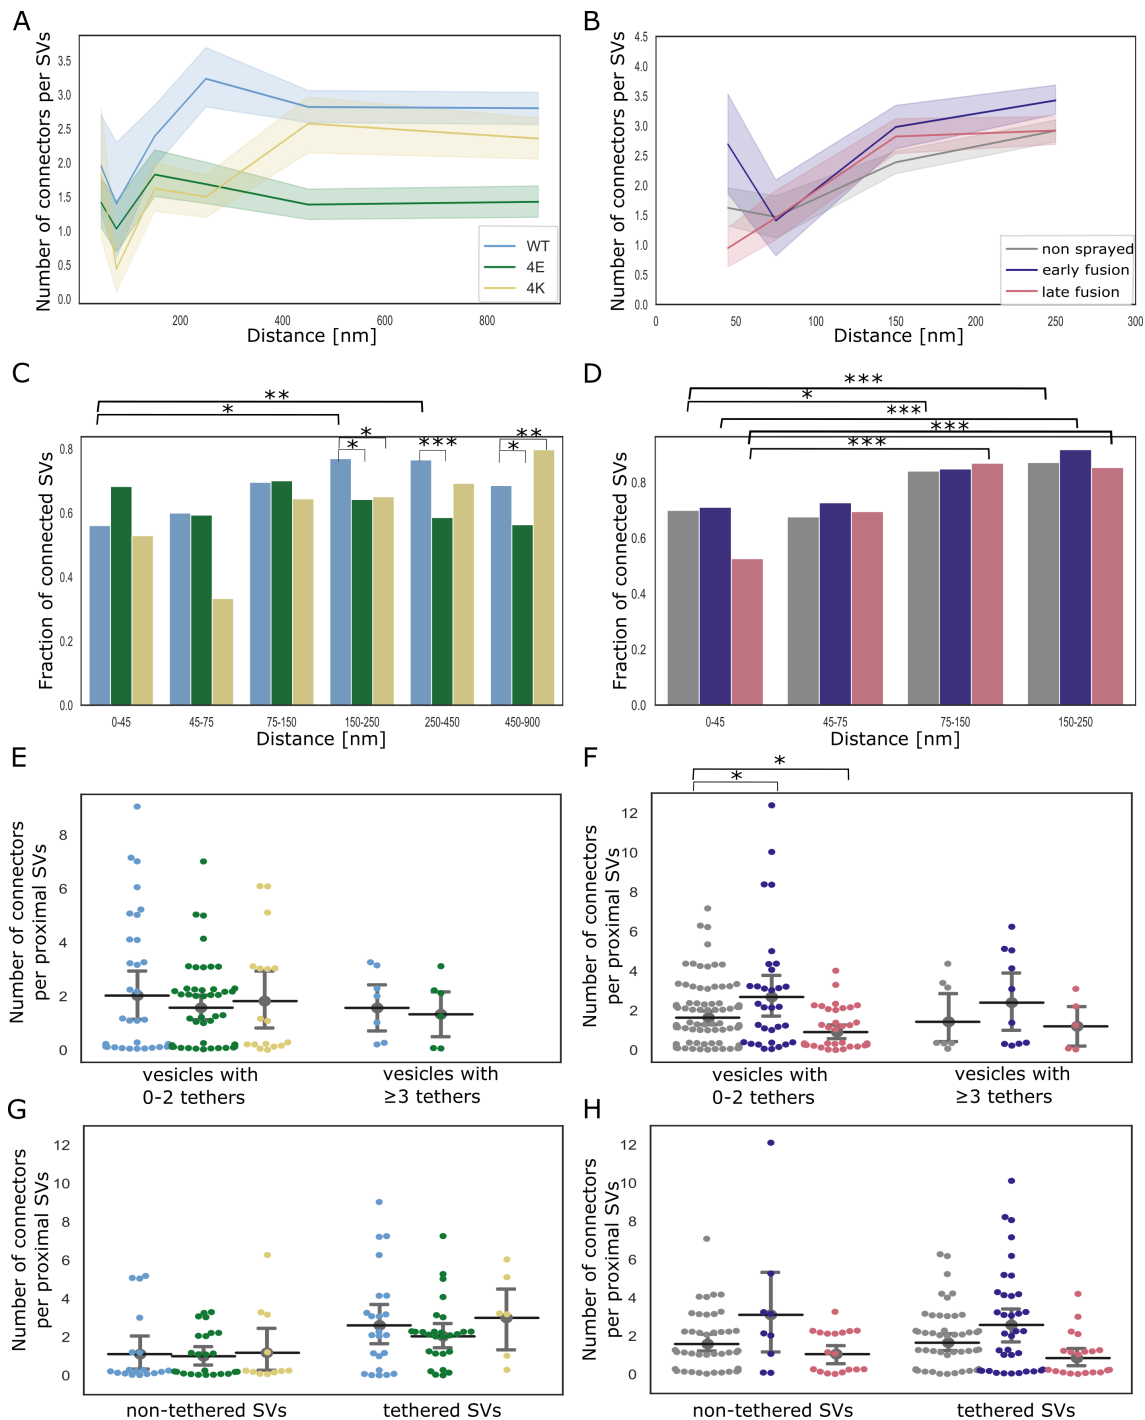 A
Number of connectors per SVs
3.5
3.0
2.5
2.0
1.5
1.0
0.5
0.0
WT
4E
4K
200
400
600
800
Distance [nm]
B
Number of connectors per SVs
4.5
4.0
3.5
3.0
2.5
2.0
1.5
1.0
0.5
0.0
non sprayed
early fusion
late fusion
0
50
100
150
200
250
300
Distance [nm]
C
**
*
*
*
***
**
*
Fraction of connected SVs
0.8
0.6
0.4
0.2
0.0
0-45
45-75
75-150
150-250
250-450
450-900
Distance [nm]
D
***
*
***
***
***
Fraction of connected SVs
0.8
0.6
0.4
0.2
0.0
0-45
45-75
75-150
150-250
Distance [nm]
E
Number of connectors
per proximal SVs
8
6
4
2
0
vesicles with
0-2 tethers
vesicles with
≥3 tethers
F
*
*
Number of connectors
per proximal SVs
12
10
8
6
4
2
0
vesicles with
0-2 tethers
vesicles with
≥3 tethers
G
Number of connectors
per proximal SVs
12
10
8
6
4
2
0
non-tethered SVs
tethered SVs
H
Number of connectors
per proximal SVs
12
10
8
6
4
2
0
non-tethered SVs
tethered SVs